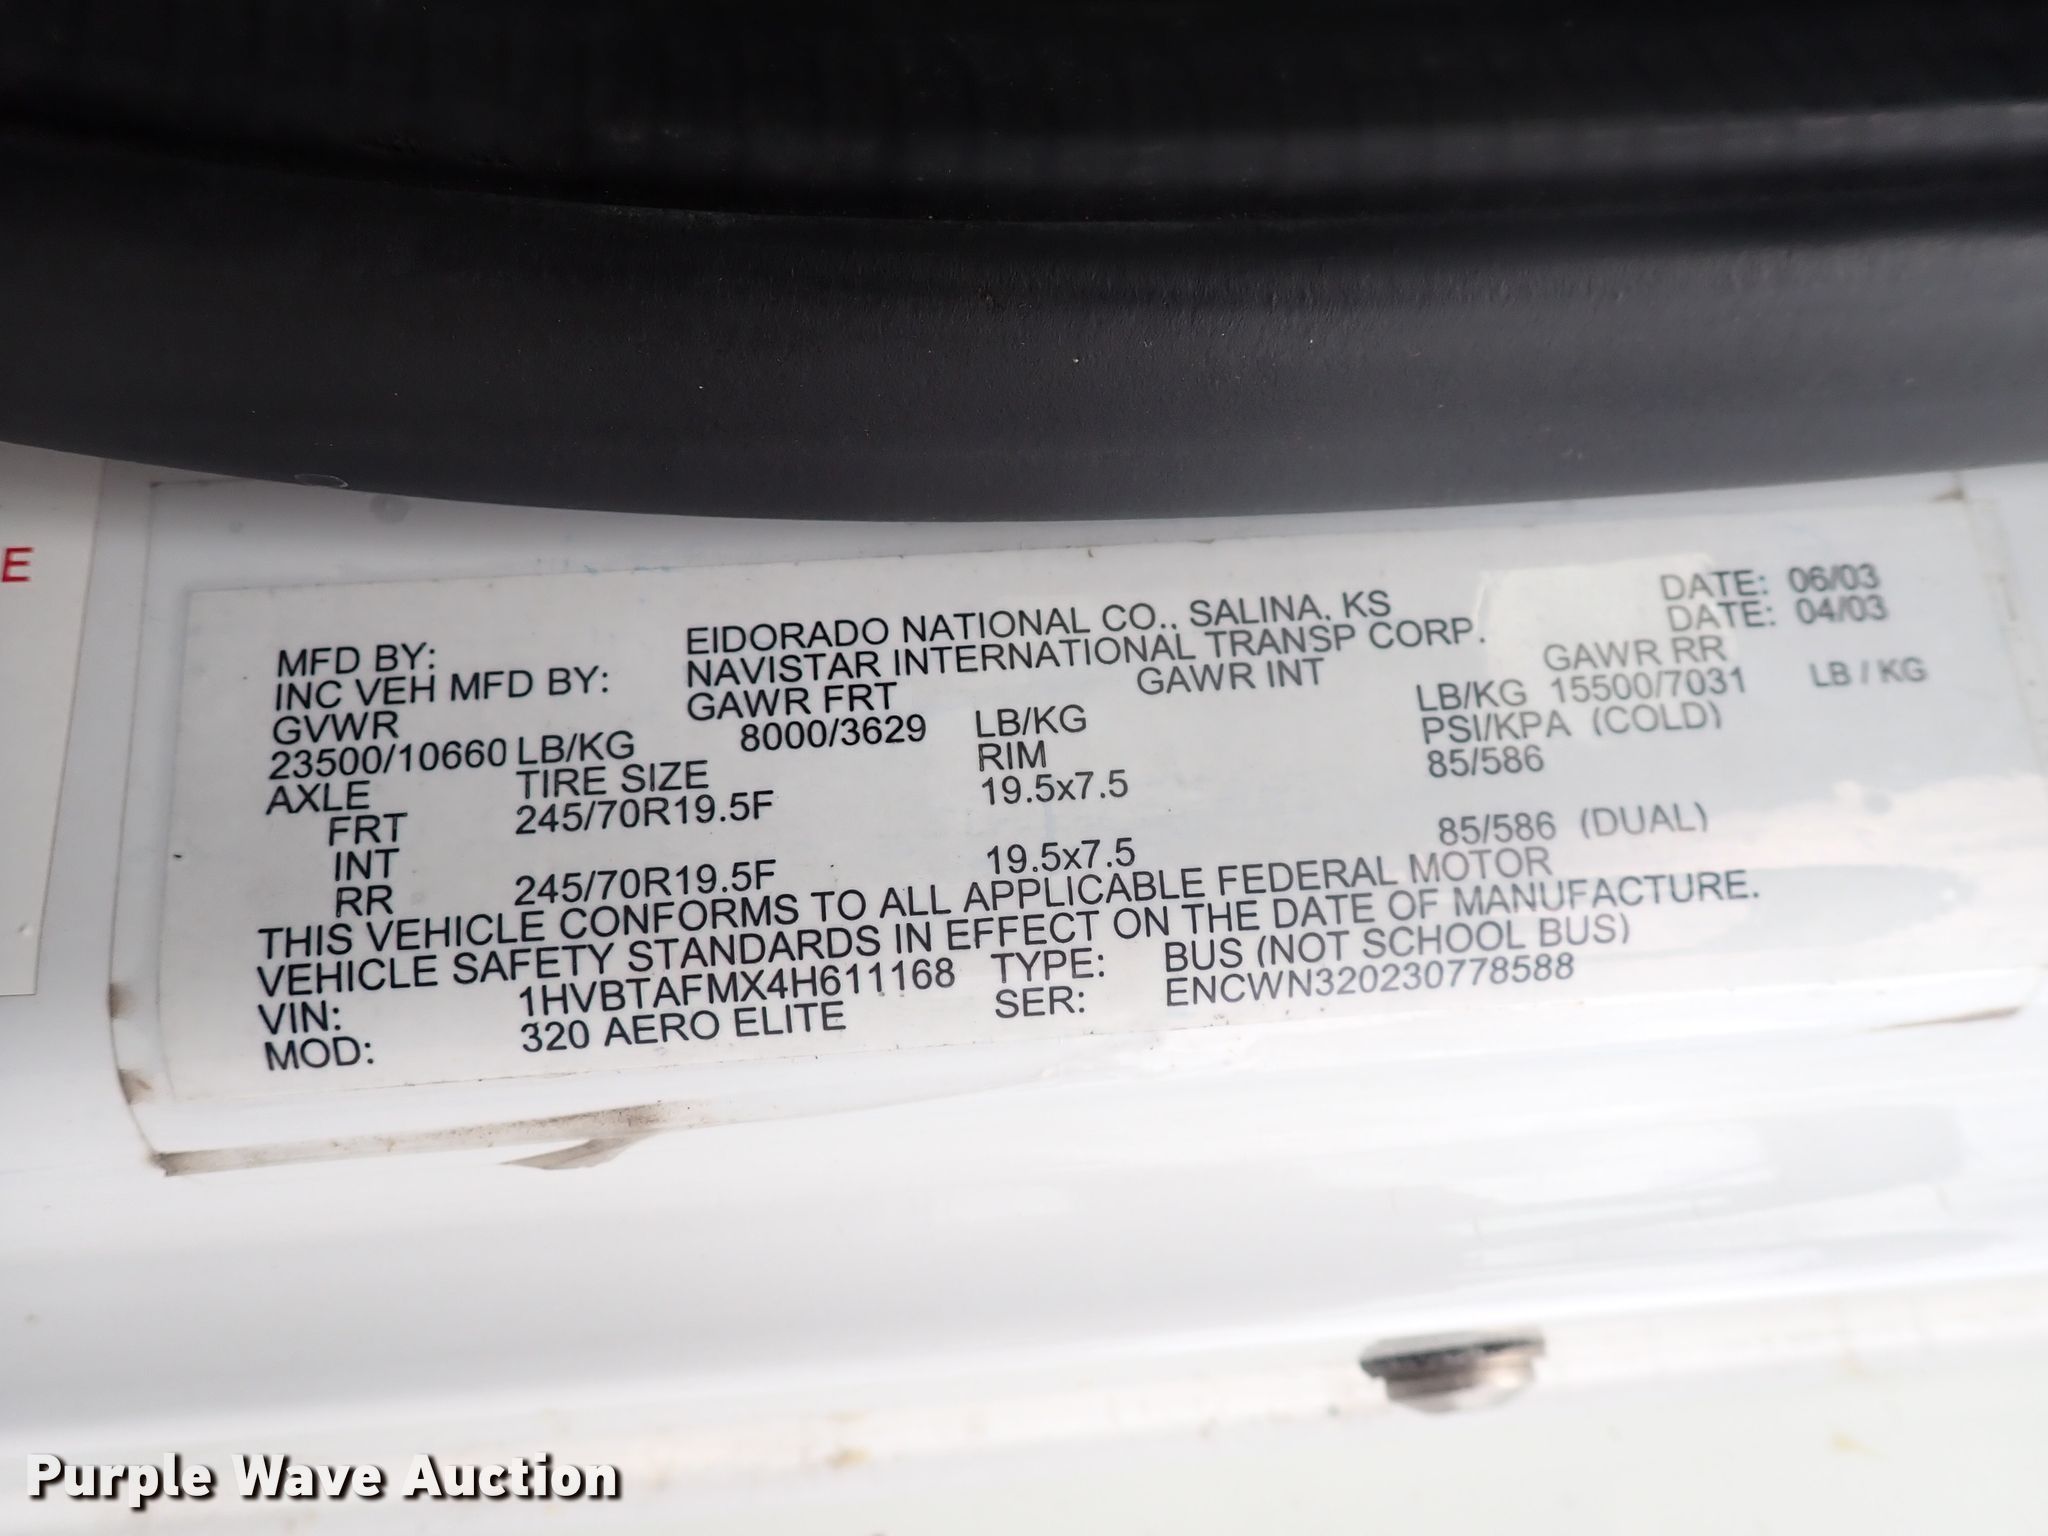 E
MFD BY: EIDORADO NATIONAL CO., SALINA, KS DATE: 06/03
INC VEH MFD BY: NAVISTAR INTERNATIONAL TRANSP CORP. DATE: 04/03
GVWR GAWR FRT GAWR INT GAWR RR
23500/10660 LB/KG 8000/3629 LB/KG LB/KG 15500/7031 LB / KG
AXLE TIRE SIZE RIM PSI/KPA (COLD)
FRT 245/70R19.5F 19.5x7.5 85/586
INT
RR 245/70R19.5F 19.5x7.5 85/586 (DUAL)
THIS VEHICLE CONFORMS TO ALL APPLICABLE FEDERAL MOTOR
VEHICLE SAFETY STANDARDS IN EFFECT ON THE DATE OF MANUFACTURE.
VIN: 1HVBTAFMX4H611168 TYPE: BUS (NOT SCHOOL BUS)
MOD: 320 AERO ELITE SER: ENCWN320230778588
Purple Wave Auction